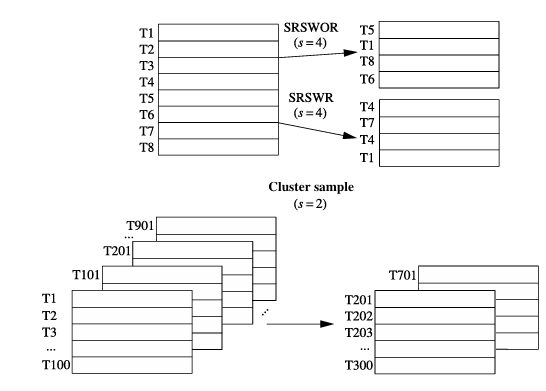 T1
T2
T3
T4
T5
T6
T7
T8
SRSWOR
(s = 4)
T5
T1
T8
T6
SRSWR
(s = 4)
T4
T7
T4
T1
Cluster sample
(s = 2)
T901
...
T201
T101
T1
T2
T3
...
T100
...
T701
T201
T202
T203
...
T300